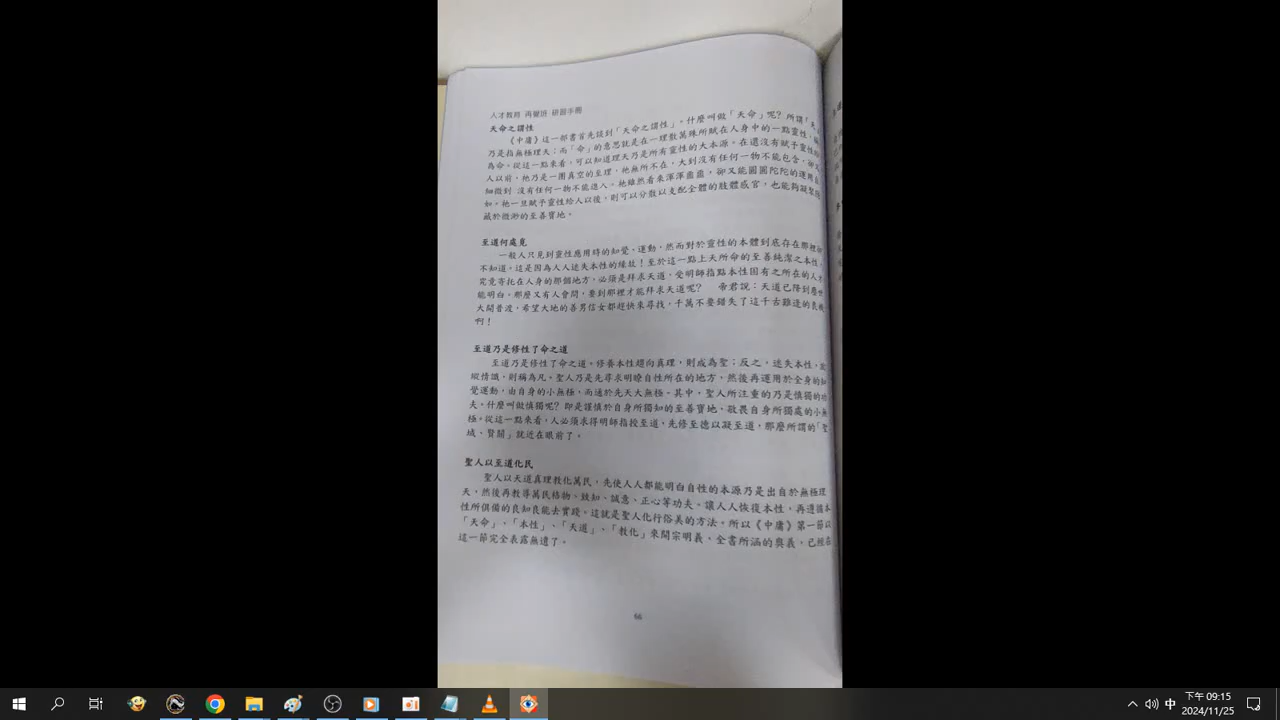 人才教育 再徹班 研習手冊
天命之謂性
《中庸》這一部書首先談到「天命之謂性」。什麼叫做「天命」呢?所謂「天
乃是指無極理天;而「命」的意思就是在一理散萬殊所賦在人身中的一點靈性,
為命。從這一點來看,可以知道理天乃是所有靈性的大本源。在還沒有賦予靈性給
人以前,祂乃是一團真空的至理,祂無所不在,大到沒有任何一物不能包含,卻又
細微到 沒有任何一物不能進入。祂雖然看來渾渾噩噩,卻又能圓圓陀陀的運用自
如。祂一旦賦予靈性給人以後,則可以分散以支配全體的肢體感官,也能夠凝聚隱
藏於微渺的至善寶地。
至道何處覓
一般人只見到靈性應用時的知覺、運動,然而對於靈性的本體到底存在那裡卻
不知道,這是因為人人迷失本性的緣故!至於這一點上天所命的至善純潔之本性,
究竟寄托在人身的那個地方,必須是拜求天道,受明師指點本性固有之所在的人才
能明白。那麼又有人會問,要到那裡才能拜求天道呢? 帝君說:天道已降到塵世
大開普渡,希望大地的善男信女都趕快來尋找,千萬不要錯失了這千古難逢的良機
啊!
至道乃是修性了命之道
至道乃是修性了命之道。修養本性趨向真理,則成為聖;反之,迷失本性,放
縱情識,則稱為凡。聖人乃是先尋求明瞭自性所在的地方,然後再運用於全身的知
覺運動,由自身的小無極,而通於先天大無極。其中,聖人所注重的乃是慎獨的功
夫。什麼叫做慎獨呢?即是謹慎於自身所獨知的至善寶地,敬畏自身所獨處的小無
極。從這一點來看,人必須求得明師指授至道,先修至德以凝至道,那麼所謂的「聖
域、賢關」就近在眼前了。
聖人以至道化民
聖人以天道真理教化萬民,先使人人都能明白自性的本源乃是出自於無極理
天,然後再教導萬民格物、致知、誠意、正心等功夫。讓人人恢復本性,再遵循本
性所俱備的良知良能去實踐。這就是聖人化行俗美的方法。所以《中庸》第一節以
「天命」、「本性」、「天道」、「教化」來開宗明義,全書所涵的奧義,已經在
這一節完全表露無遺了。
66
中
下午 09:15
2024/11/25